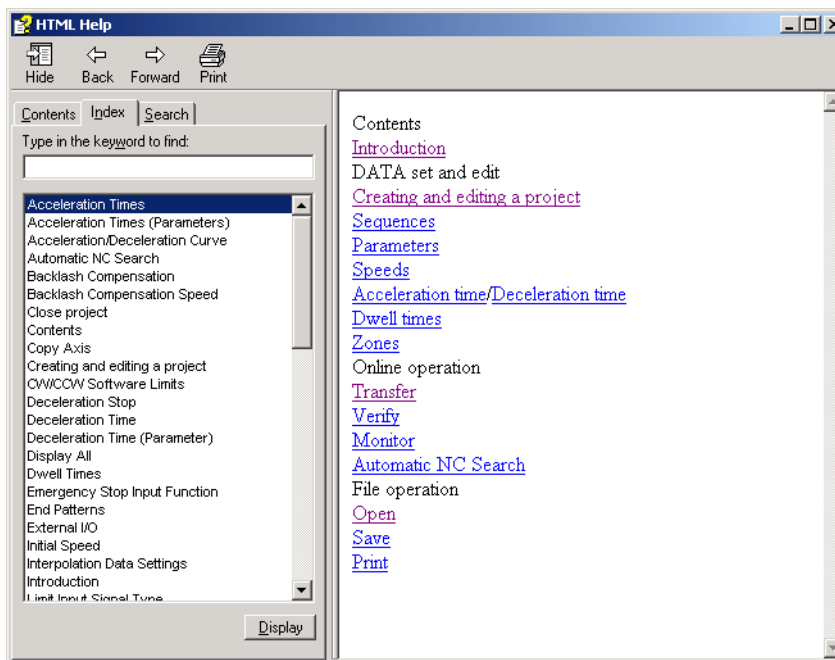 HTML Help
Hide Back Forward Print
Contents Index Search
Type in the keyword to find:
Acceleration Times
Acceleration Times (Parameters)
Acceleration/Deceleration Curve
Automatic NC Search
Backlash Compensation
Backlash Compensation Speed
Close project
Contents
Copy Axis
Creating and editing a project
CW/CCW Software Limits
Deceleration Stop
Deceleration Time
Deceleration Time (Parameter)
Display All
Dwell Times
Emergency Stop Input Function
End Patterns
External I/O
Initial Speed
Interpolation Data Settings
Introduction
Limit Input Signal Type
Display
Contents
Introduction
DATA set and edit
Creating and editing a project
Sequences
Parameters
Speeds
Acceleration time/Deceleration time
Dwell times
Zones
Online operation
Transfer
Verify
Monitor
Automatic NC Search
File operation
Open
Save
Print